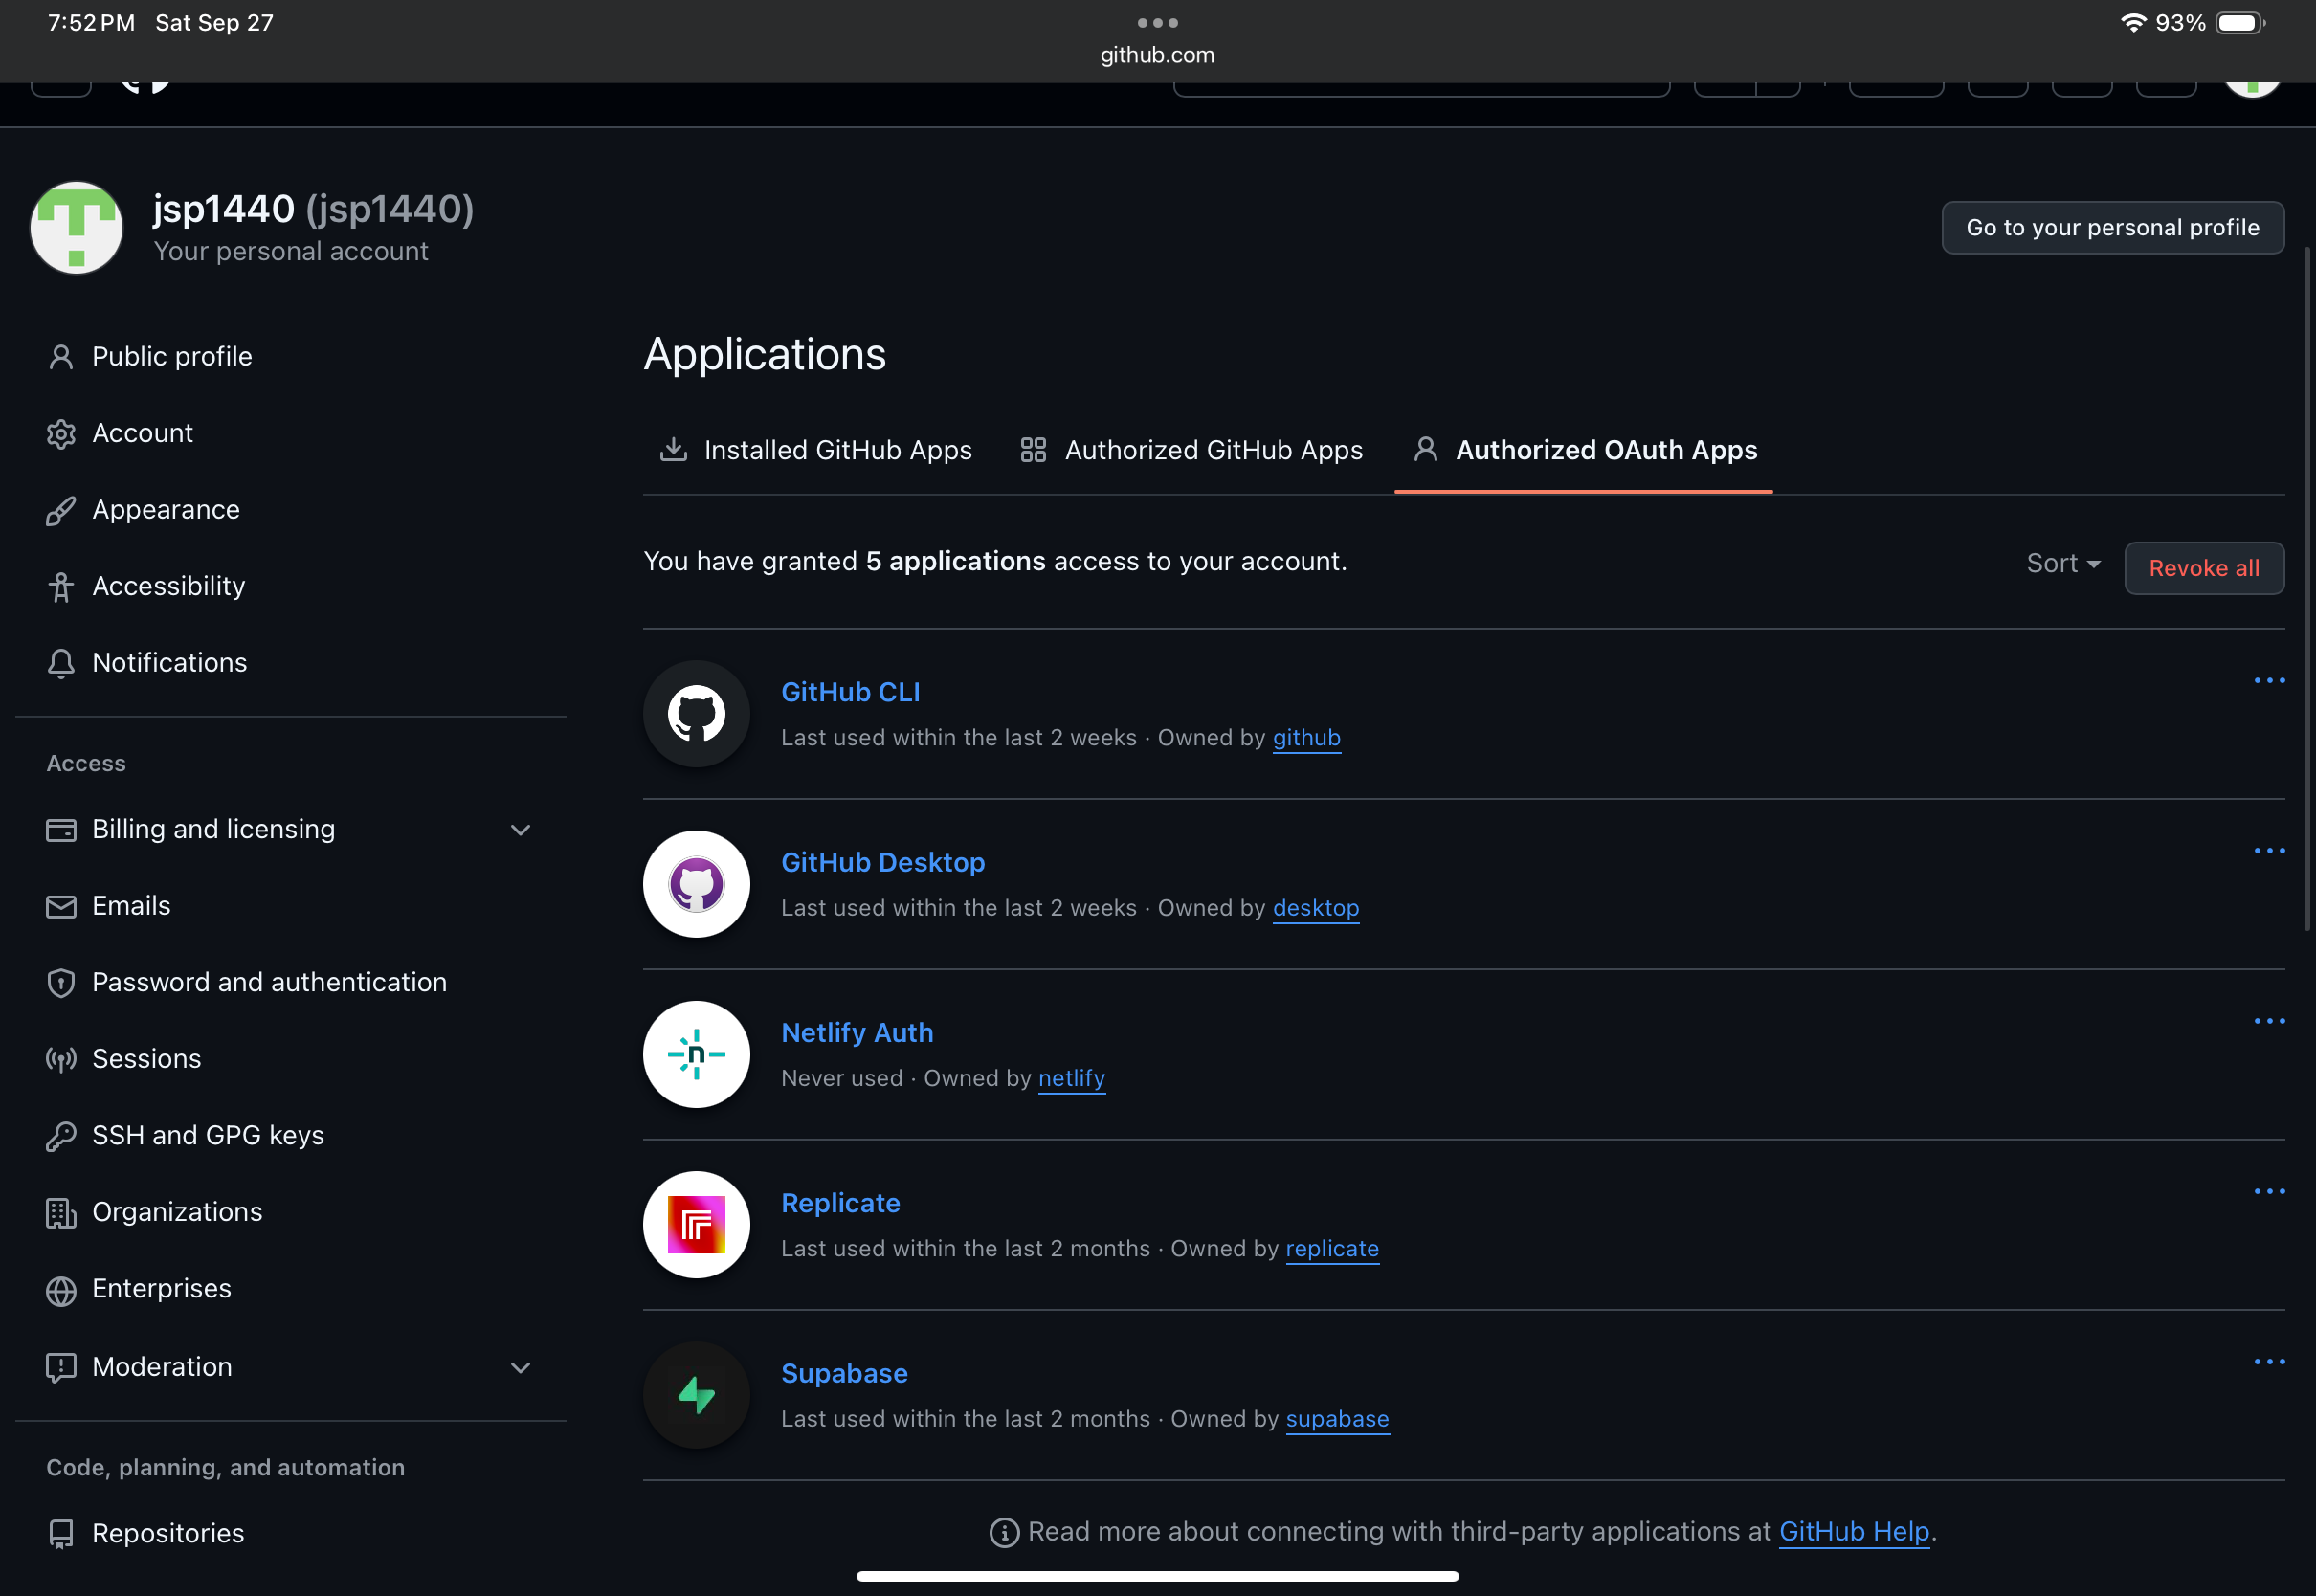 7:52 PM Sat Sep 27
93%
github.com
jsp1440 (jsp1440)
Your personal account
Go to your personal profile
Public profile
Account
Appearance
Accessibility
Notifications
Access
Billing and licensing
Emails
Password and authentication
Sessions
SSH and GPG keys
Organizations
Enterprises
Moderation
Code, planning, and automation
Repositories
Applications
Installed GitHub Apps
Authorized GitHub Apps
Authorized OAuth Apps
You have granted 5 applications access to your account.
Sort
Revoke all
GitHub CLI
Last used within the last 2 weeks · Owned by github
GitHub Desktop
Last used within the last 2 weeks · Owned by desktop
Netlify Auth
Never used · Owned by netlify
Replicate
Last used within the last 2 months · Owned by replicate
Supabase
Last used within the last 2 months · Owned by supabase
Read more about connecting with third-party applications at GitHub Help.